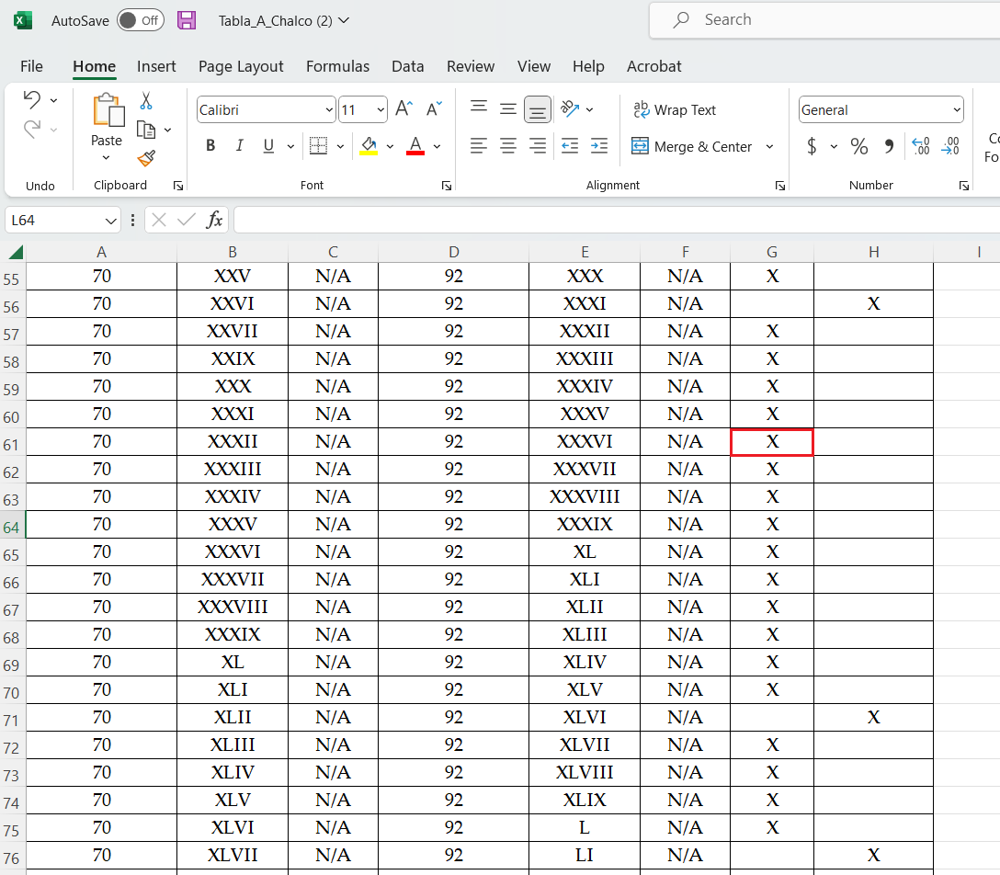 AutoSave Off Tabla_A_Chalco (2) Search
File Home Insert Page Layout Formulas Data Review View Help Acrobat
Calibri 11 A A ab Wrap Text General
Paste B I U A Merge & Center $ % , .00 .00 Co
Fo
Undo Clipboard Font Alignment Number
L64 fx
A B C D E F G H I
55 70 XXV N/A 92 XXX N/A X
56 70 XXVI N/A 92 XXXI N/A X
57 70 XXVII N/A 92 XXXII N/A X
58 70 XXIX N/A 92 XXXIII N/A X
59 70 XXX N/A 92 XXXIV N/A X
60 70 XXXI N/A 92 XXXV N/A X
61 70 XXXII N/A 92 XXXVI N/A X
62 70 XXXIII N/A 92 XXXVII N/A X
63 70 XXXIV N/A 92 XXXVIII N/A X
64 70 XXXV N/A 92 XXXIX N/A X
65 70 XXXVI N/A 92 XL N/A X
66 70 XXXVII N/A 92 XLI N/A X
67 70 XXXVIII N/A 92 XLII N/A X
68 70 XXXIX N/A 92 XLIII N/A X
69 70 XL N/A 92 XLIV N/A X
70 70 XLI N/A 92 XLV N/A X
71 70 XLII N/A 92 XLVI N/A X
72 70 XLIII N/A 92 XLVII N/A X
73 70 XLIV N/A 92 XLVIII N/A X
74 70 XLV N/A 92 XLIX N/A X
75 70 XLVI N/A 92 L N/A X
76 70 XLVII N/A 92 LI N/A X